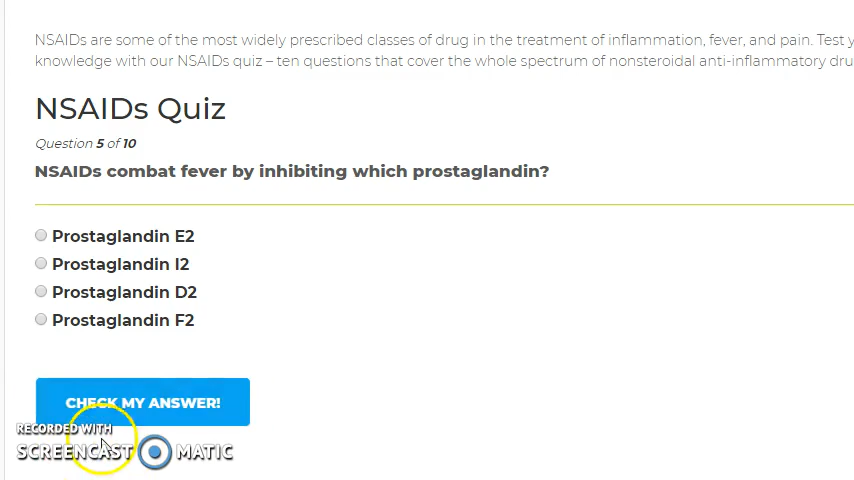 NSAIDs are some of the most widely prescribed classes of drug in the treatment of inflammation, fever, and pain. Test
knowledge with our NSAIDs quiz – ten questions that cover the whole spectrum of nonsteroidal anti-inflammatory
NSAIDs Quiz
Question 5 of 10
NSAIDs combat fever by inhibiting which prostaglandin?
Prostaglandin E2
Prostaglandin I2
Prostaglandin D2
Prostaglandin F2
CHECK MY ANSWER!
RECORDED WITH
SCREENCAST MATIC